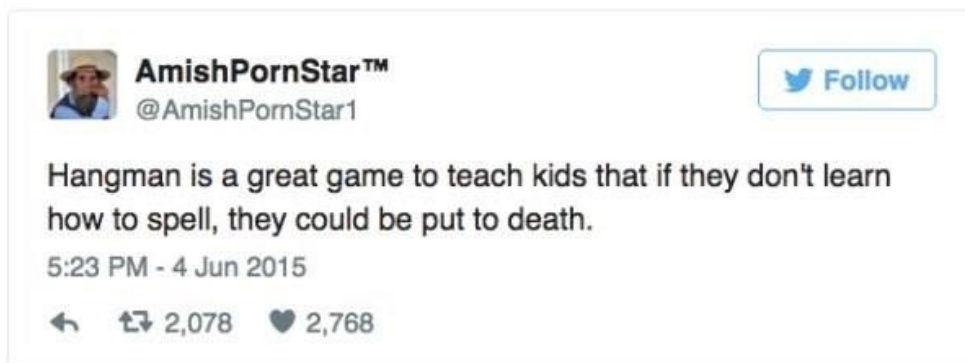 AmishPornStar™
@AmishPornStar1
Follow
Hangman is a great game to teach kids that if they don't learn
how to spell, they could be put to death.
5:23 PM - 4 Jun 2015
2,078 2,768